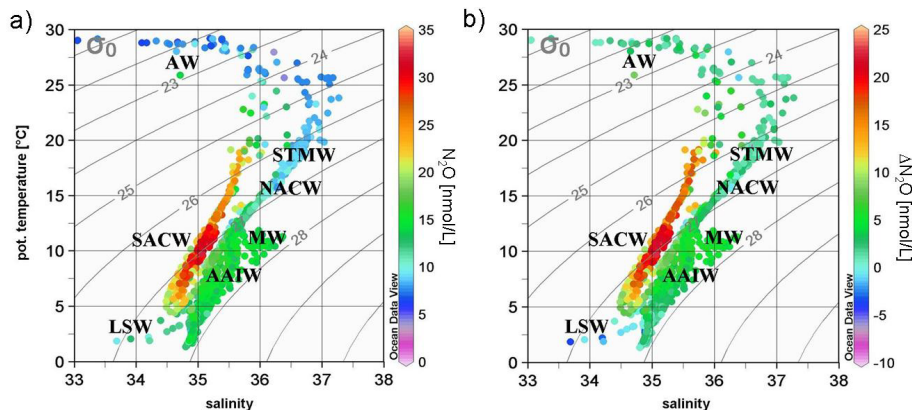 a)
σ₀
AW
23
24
25
26
28
STMW
NACW
SACW
MW
AAIW
LSW
30
25
20
15
10
5
0
33
34
35
36
37
38
pot. temperature [°C]
salinity
Ocean Data View
35
30
25
20
15
10
5
0
N₂O [nmol/L]
b)
σ₀
AW
23
24
25
26
28
STMW
NACW
SACW
MW
AAIW
LSW
30
25
20
15
10
5
0
33
34
35
36
37
38
salinity
Ocean Data View
25
20
15
10
5
0
-5
-10
ΔN₂O [nmol/L]